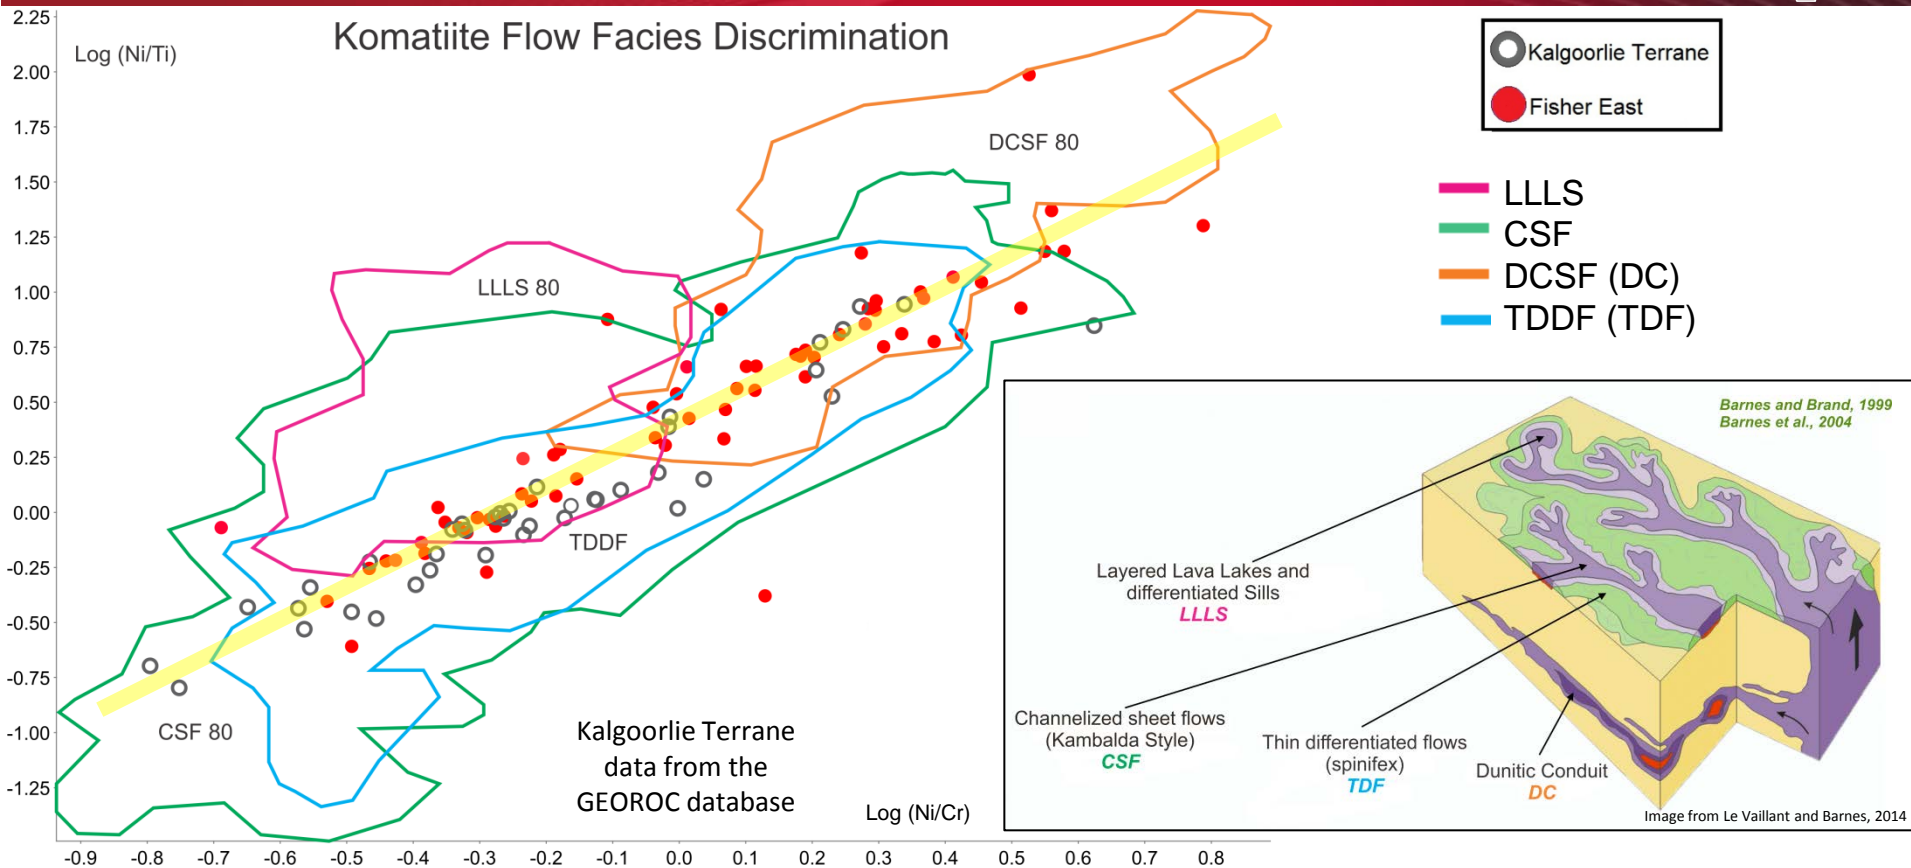 Komatiite Flow Facies Discrimination
Log (Ni/Ti)
2.25
2.00
1.75
1.50
1.25
1.00
0.75
0.50
0.25
0.00
-0.25
-0.50
-0.75
-1.00
-1.25
DCSF 80
LLLS 80
TDDF
CSF 80
Kalgoorlie Terrane
data from the
GEOROC database
Log (Ni/Cr)
-0.9 -0.8 -0.7 -0.6 -0.5 -0.4 -0.3 -0.2 -0.1 0.0 0.1 0.2 0.3 0.4 0.5 0.6 0.7 0.8
Kalgoorlie Terrane
Fisher East
LLLS
CSF
DCSF (DC)
TDDF (TDF)
Barnes and Brand, 1999
Barnes et al., 2004
Layered Lava Lakes and
differentiated Sills
LLLS
Channelized sheet flows
(Kambalda Style)
CSF
Thin differentiated flows
(spinifex)
TDF
Dunitic Conduit
DC
Image from Le Vaillant and Barnes, 2014